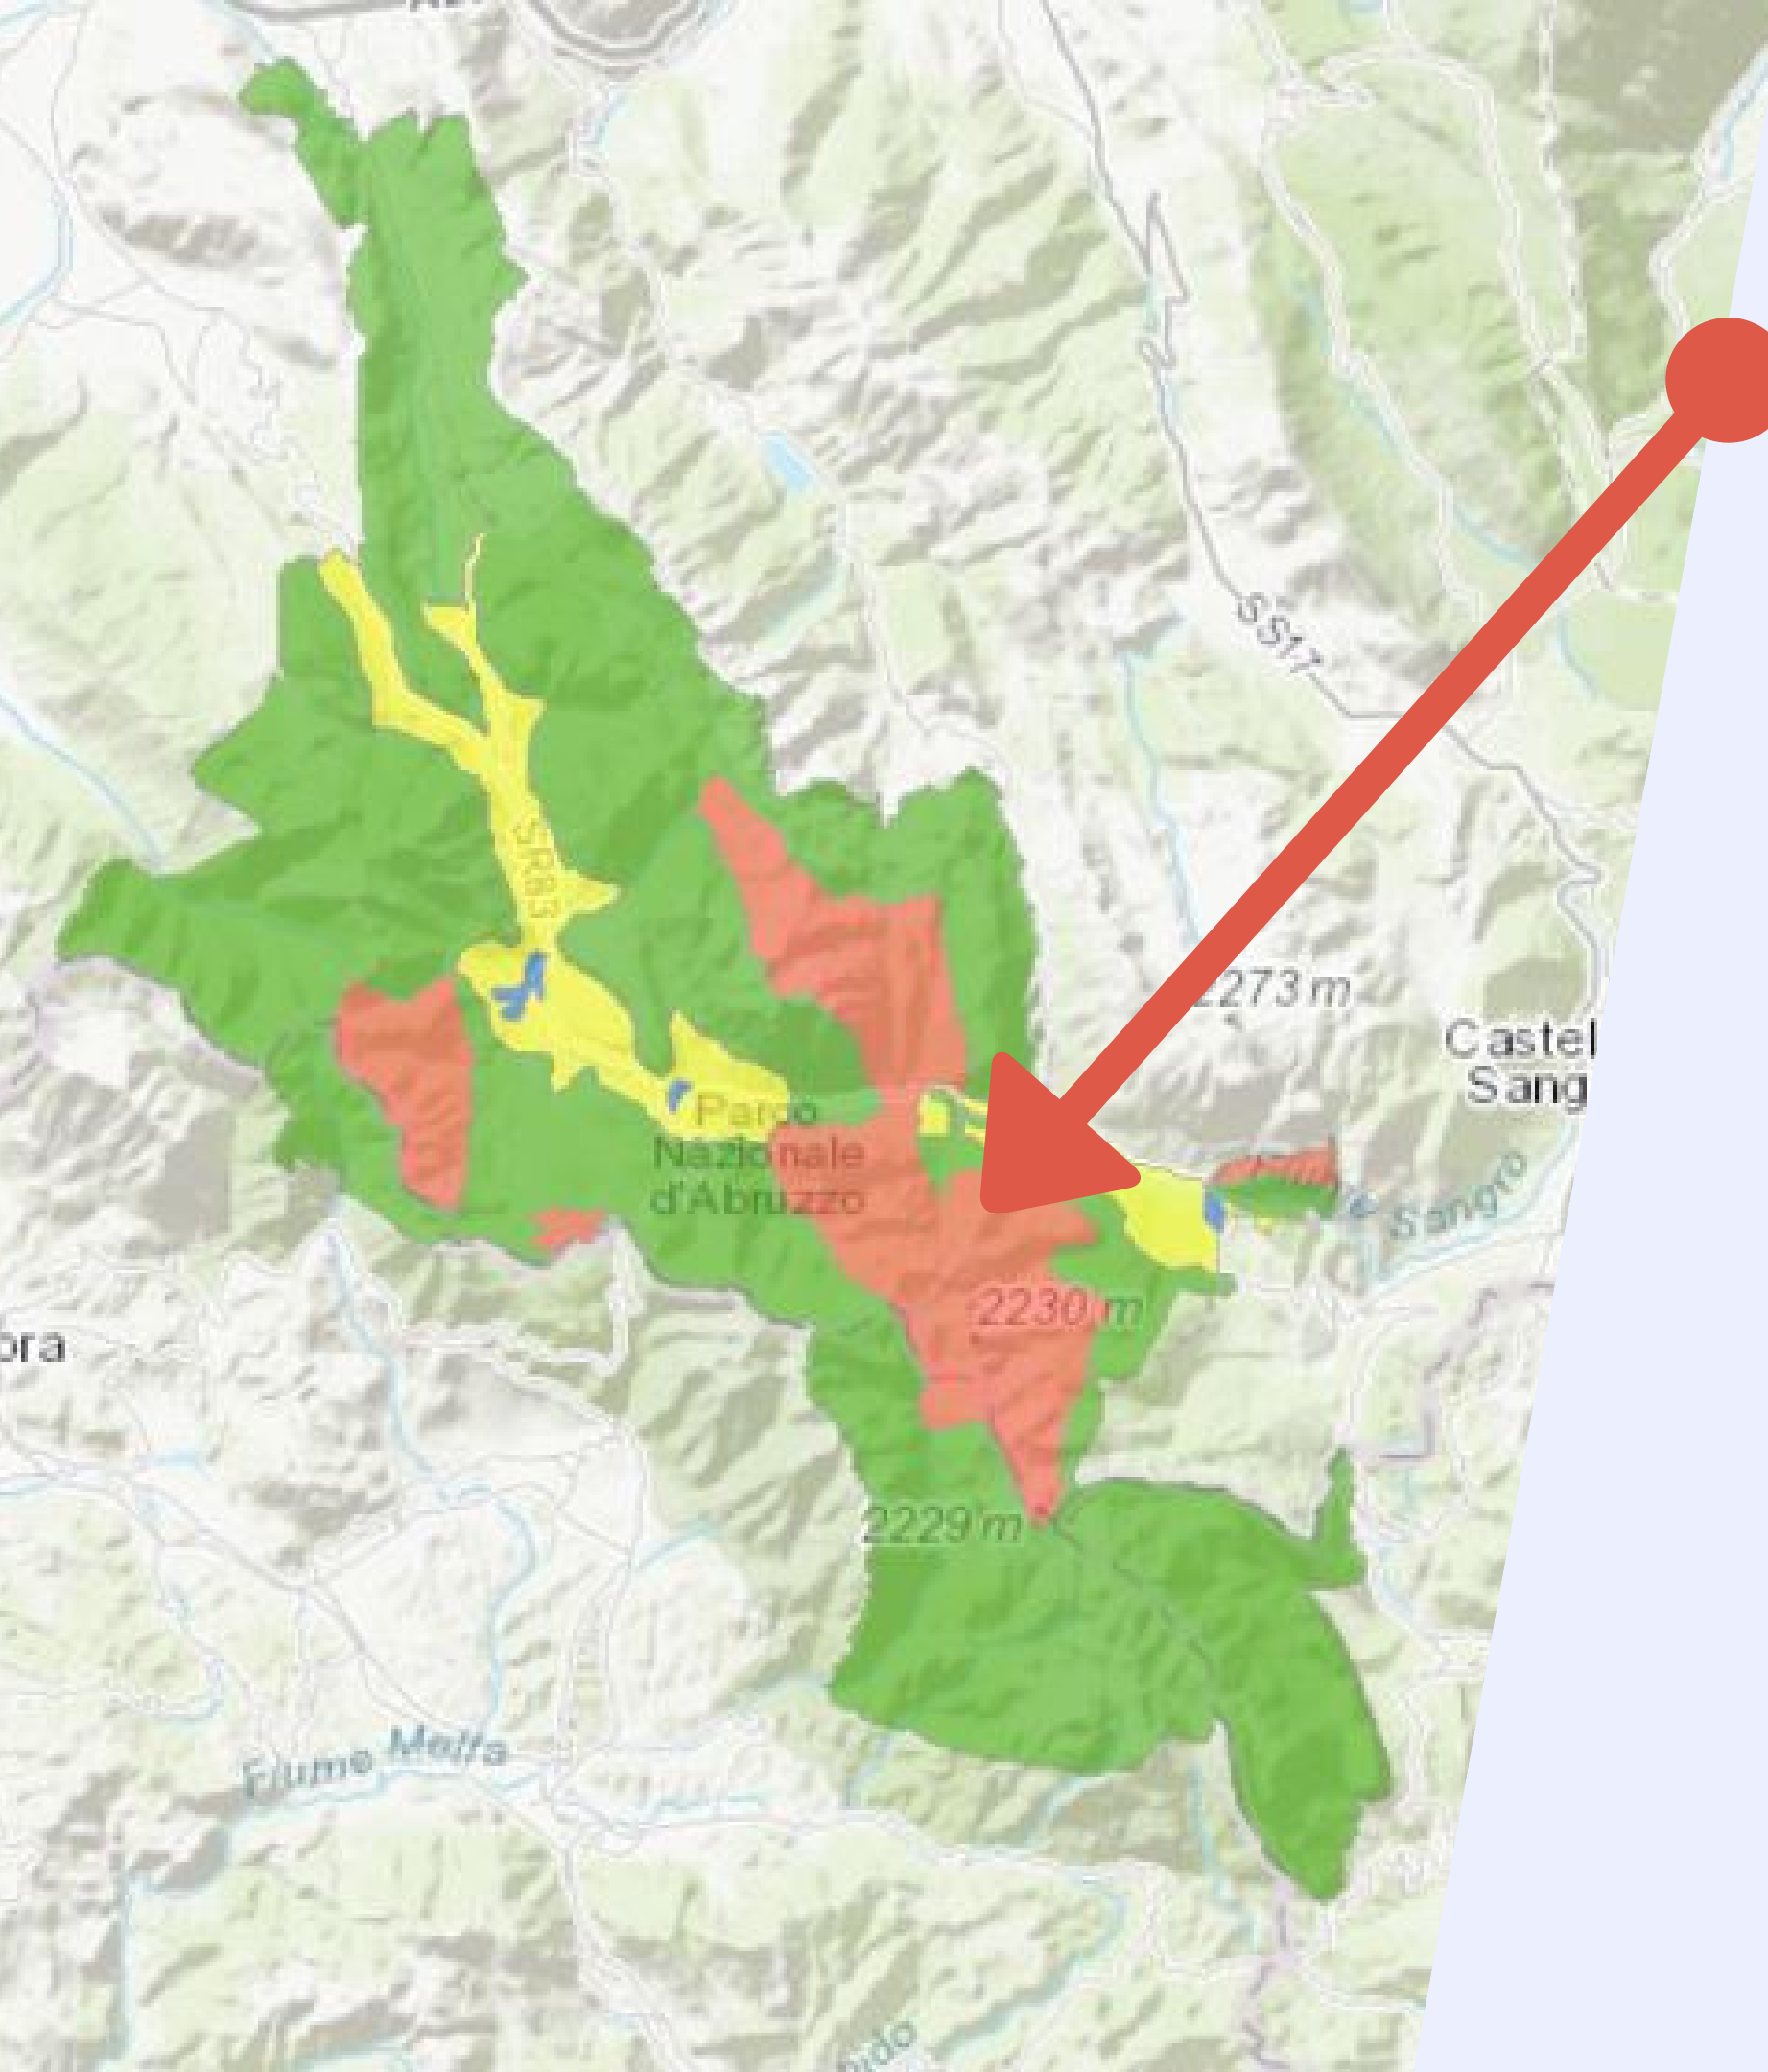 SS17
SR83
2273 m
Castel
Sang
Parco
Nazionale
d'Abruzzo
Sangro
2230 m
ora
2229 m
Fiume Melfa